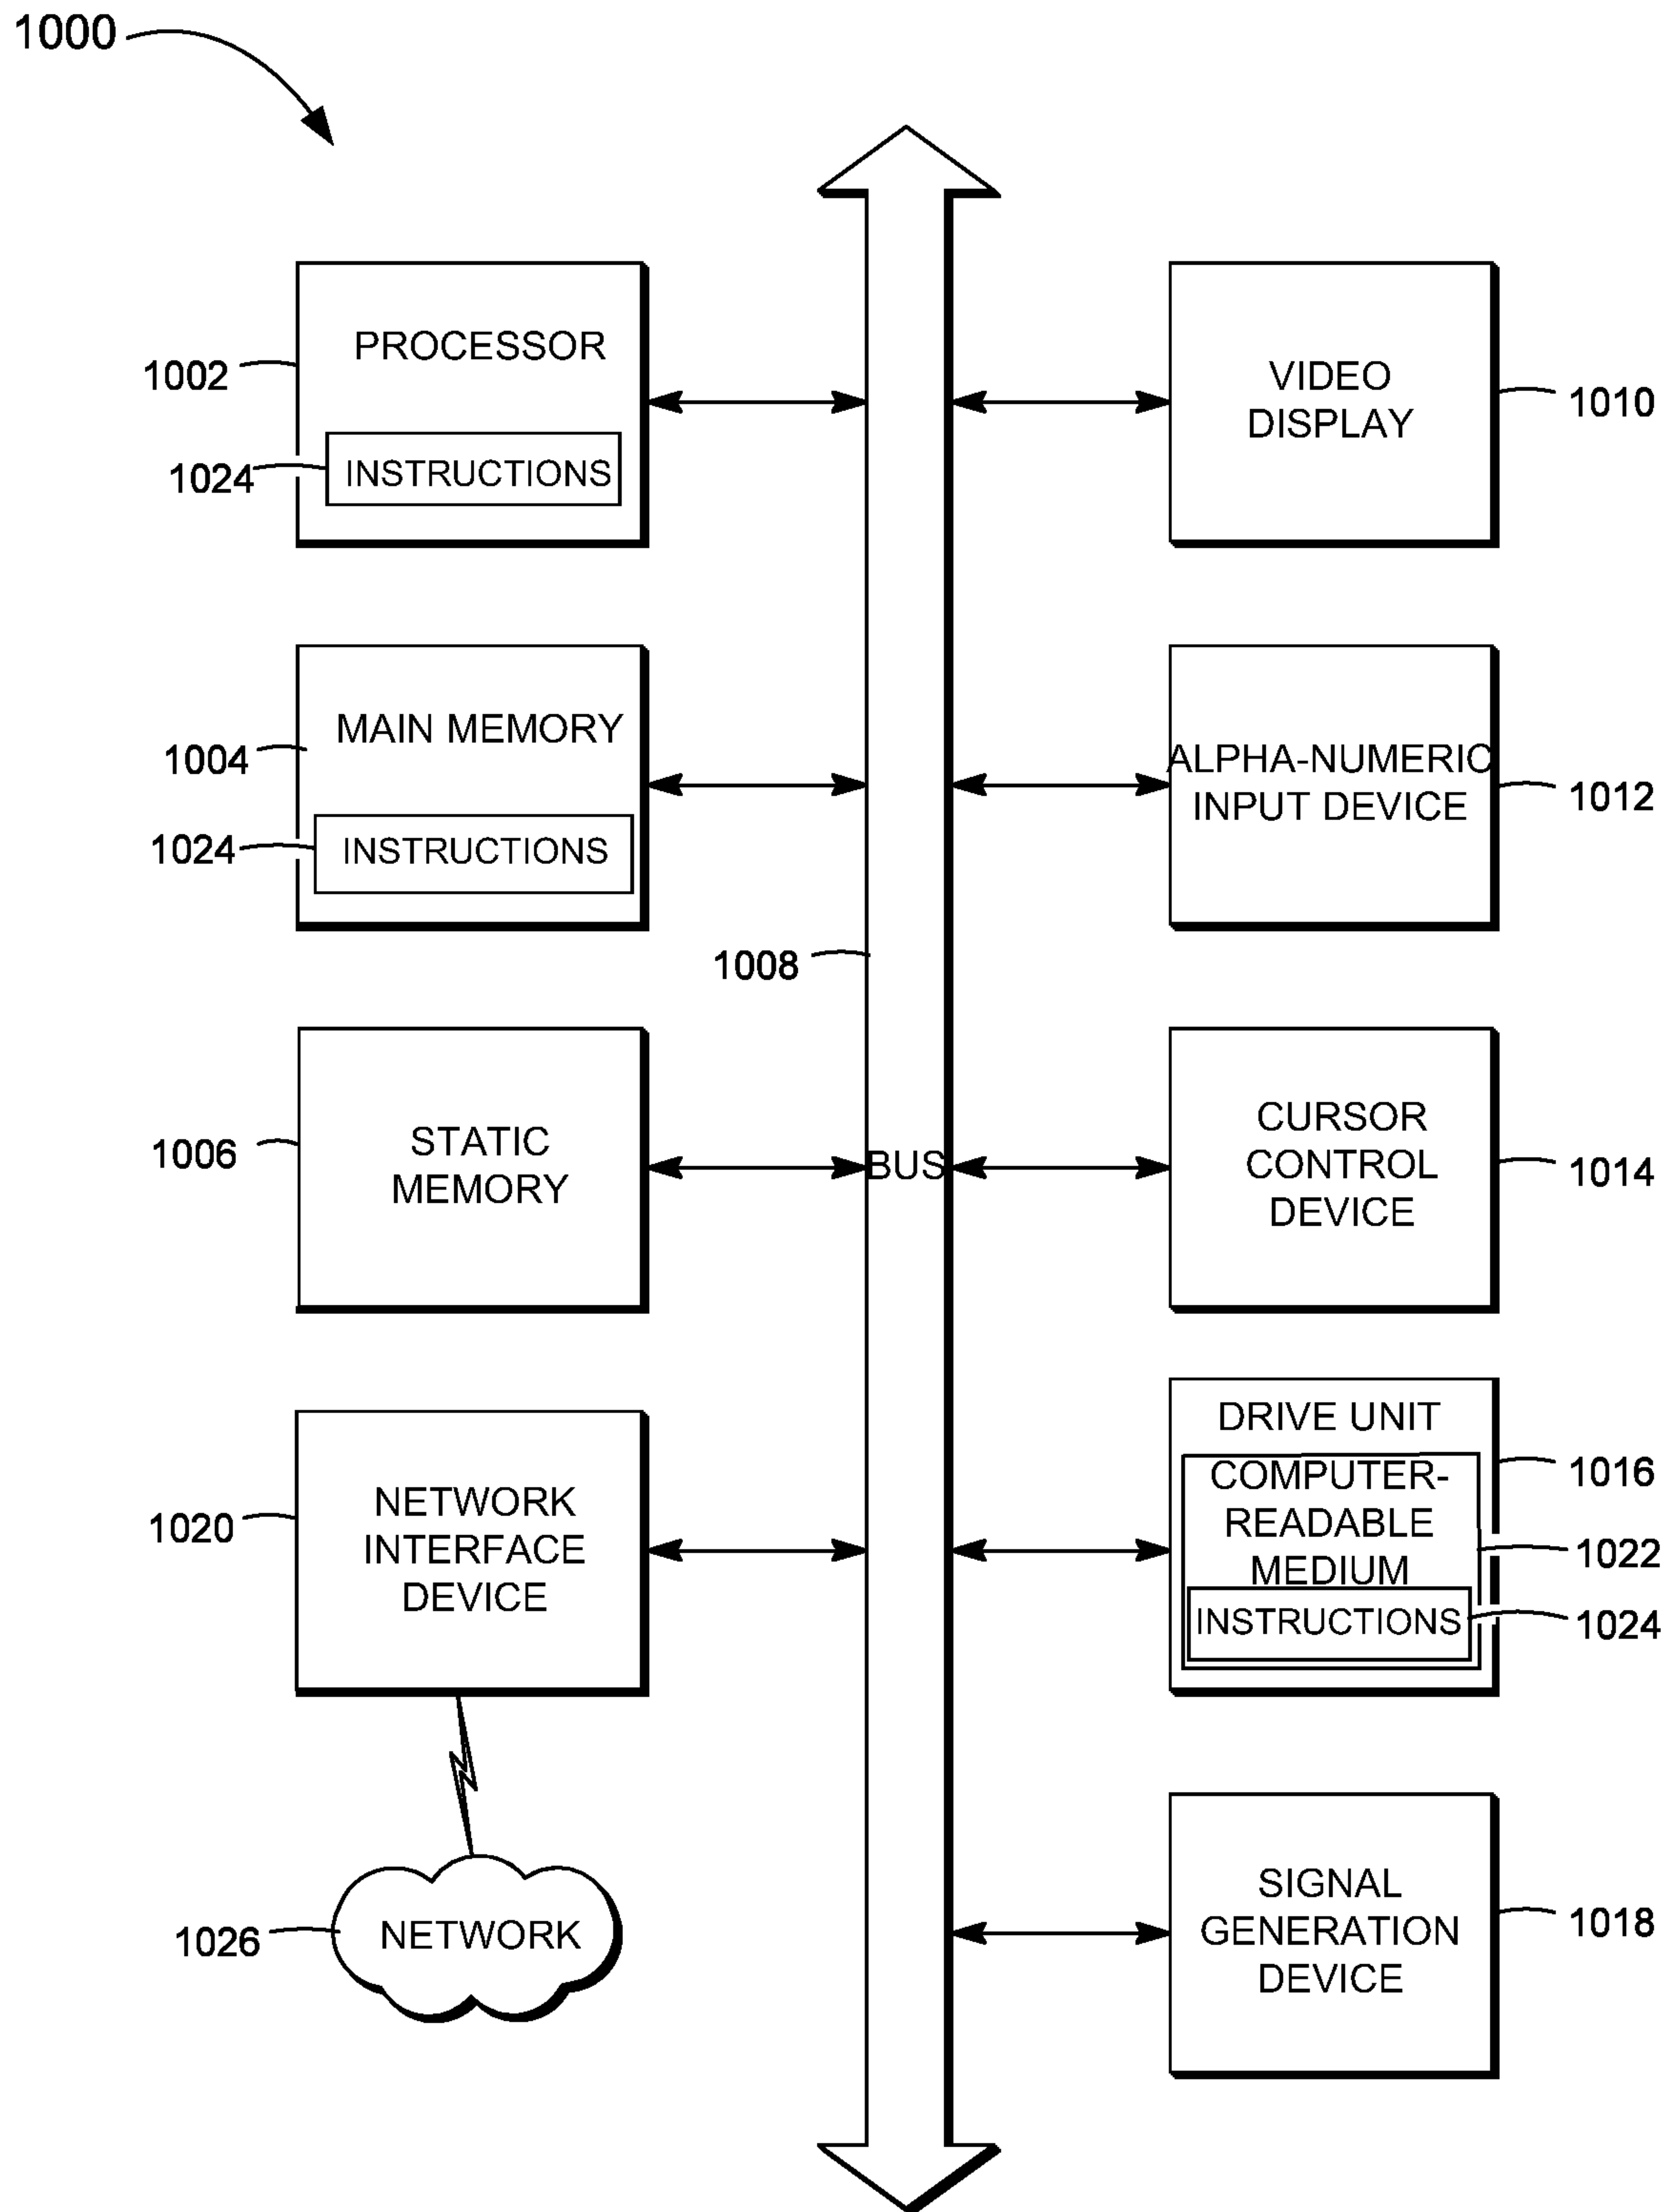 1000
PROCESSOR
1002
1024
INSTRUCTIONS
VIDEO
DISPLAY
1010
MAIN MEMORY
1004
1024
INSTRUCTIONS
ALPHA-NUMERIC
INPUT DEVICE
1012
1008
BUS
STATIC
MEMORY
1006
CURSOR
CONTROL
DEVICE
1014
NETWORK
INTERFACE
DEVICE
1020
DRIVE UNIT
1016
COMPUTER-
READABLE
MEDIUM
1022
INSTRUCTIONS
1024
NETWORK
1026
SIGNAL
GENERATION
DEVICE
1018